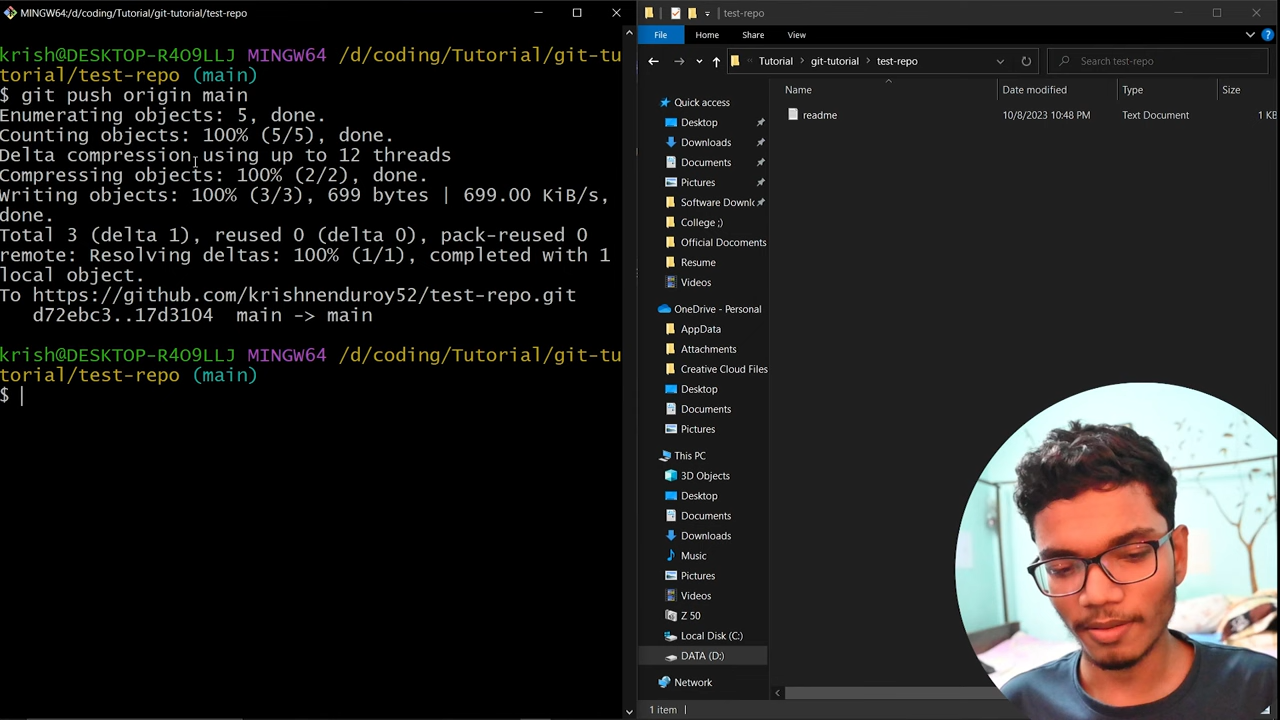 MINGW64:/d/coding/Tutorial/git-tutorial/test-repo
krish@DESKTOP-R4O9LLJ MINGW64 /d/coding/Tutorial/git-tu
torial/test-repo (main)
$ git push origin main
Enumerating objects: 5, done.
Counting objects: 100% (5/5), done.
Delta compression using up to 12 threads
Compressing objects: 100% (2/2), done.
Writing objects: 100% (3/3), 699 bytes | 699.00 KiB/s,
done.
Total 3 (delta 1), reused 0 (delta 0), pack-reused 0
remote: Resolving deltas: 100% (1/1), completed with 1
local object.
To https://github.com/krishnenduroy52/test-repo.git
d72ebc3..17d3104  main -> main
krish@DESKTOP-R4O9LLJ MINGW64 /d/coding/Tutorial/git-tu
torial/test-repo (main)
$
test-repo
File Home Share View
Tutorial git-tutorial test-repo
Search test-repo
Name Date modified Type Size
readme 10/8/2023 10:48 PM Text Document 1 KB
Quick access
Desktop
Downloads
Documents
Pictures
Software Downl
College ;)
Official Documents
Resume
Videos
OneDrive - Personal
AppData
Attachments
Creative Cloud Files
Desktop
Documents
Pictures
This PC
3D Objects
Desktop
Documents
Downloads
Music
Pictures
Videos
Z 50
Local Disk (C:)
DATA (D:)
Network
1 item